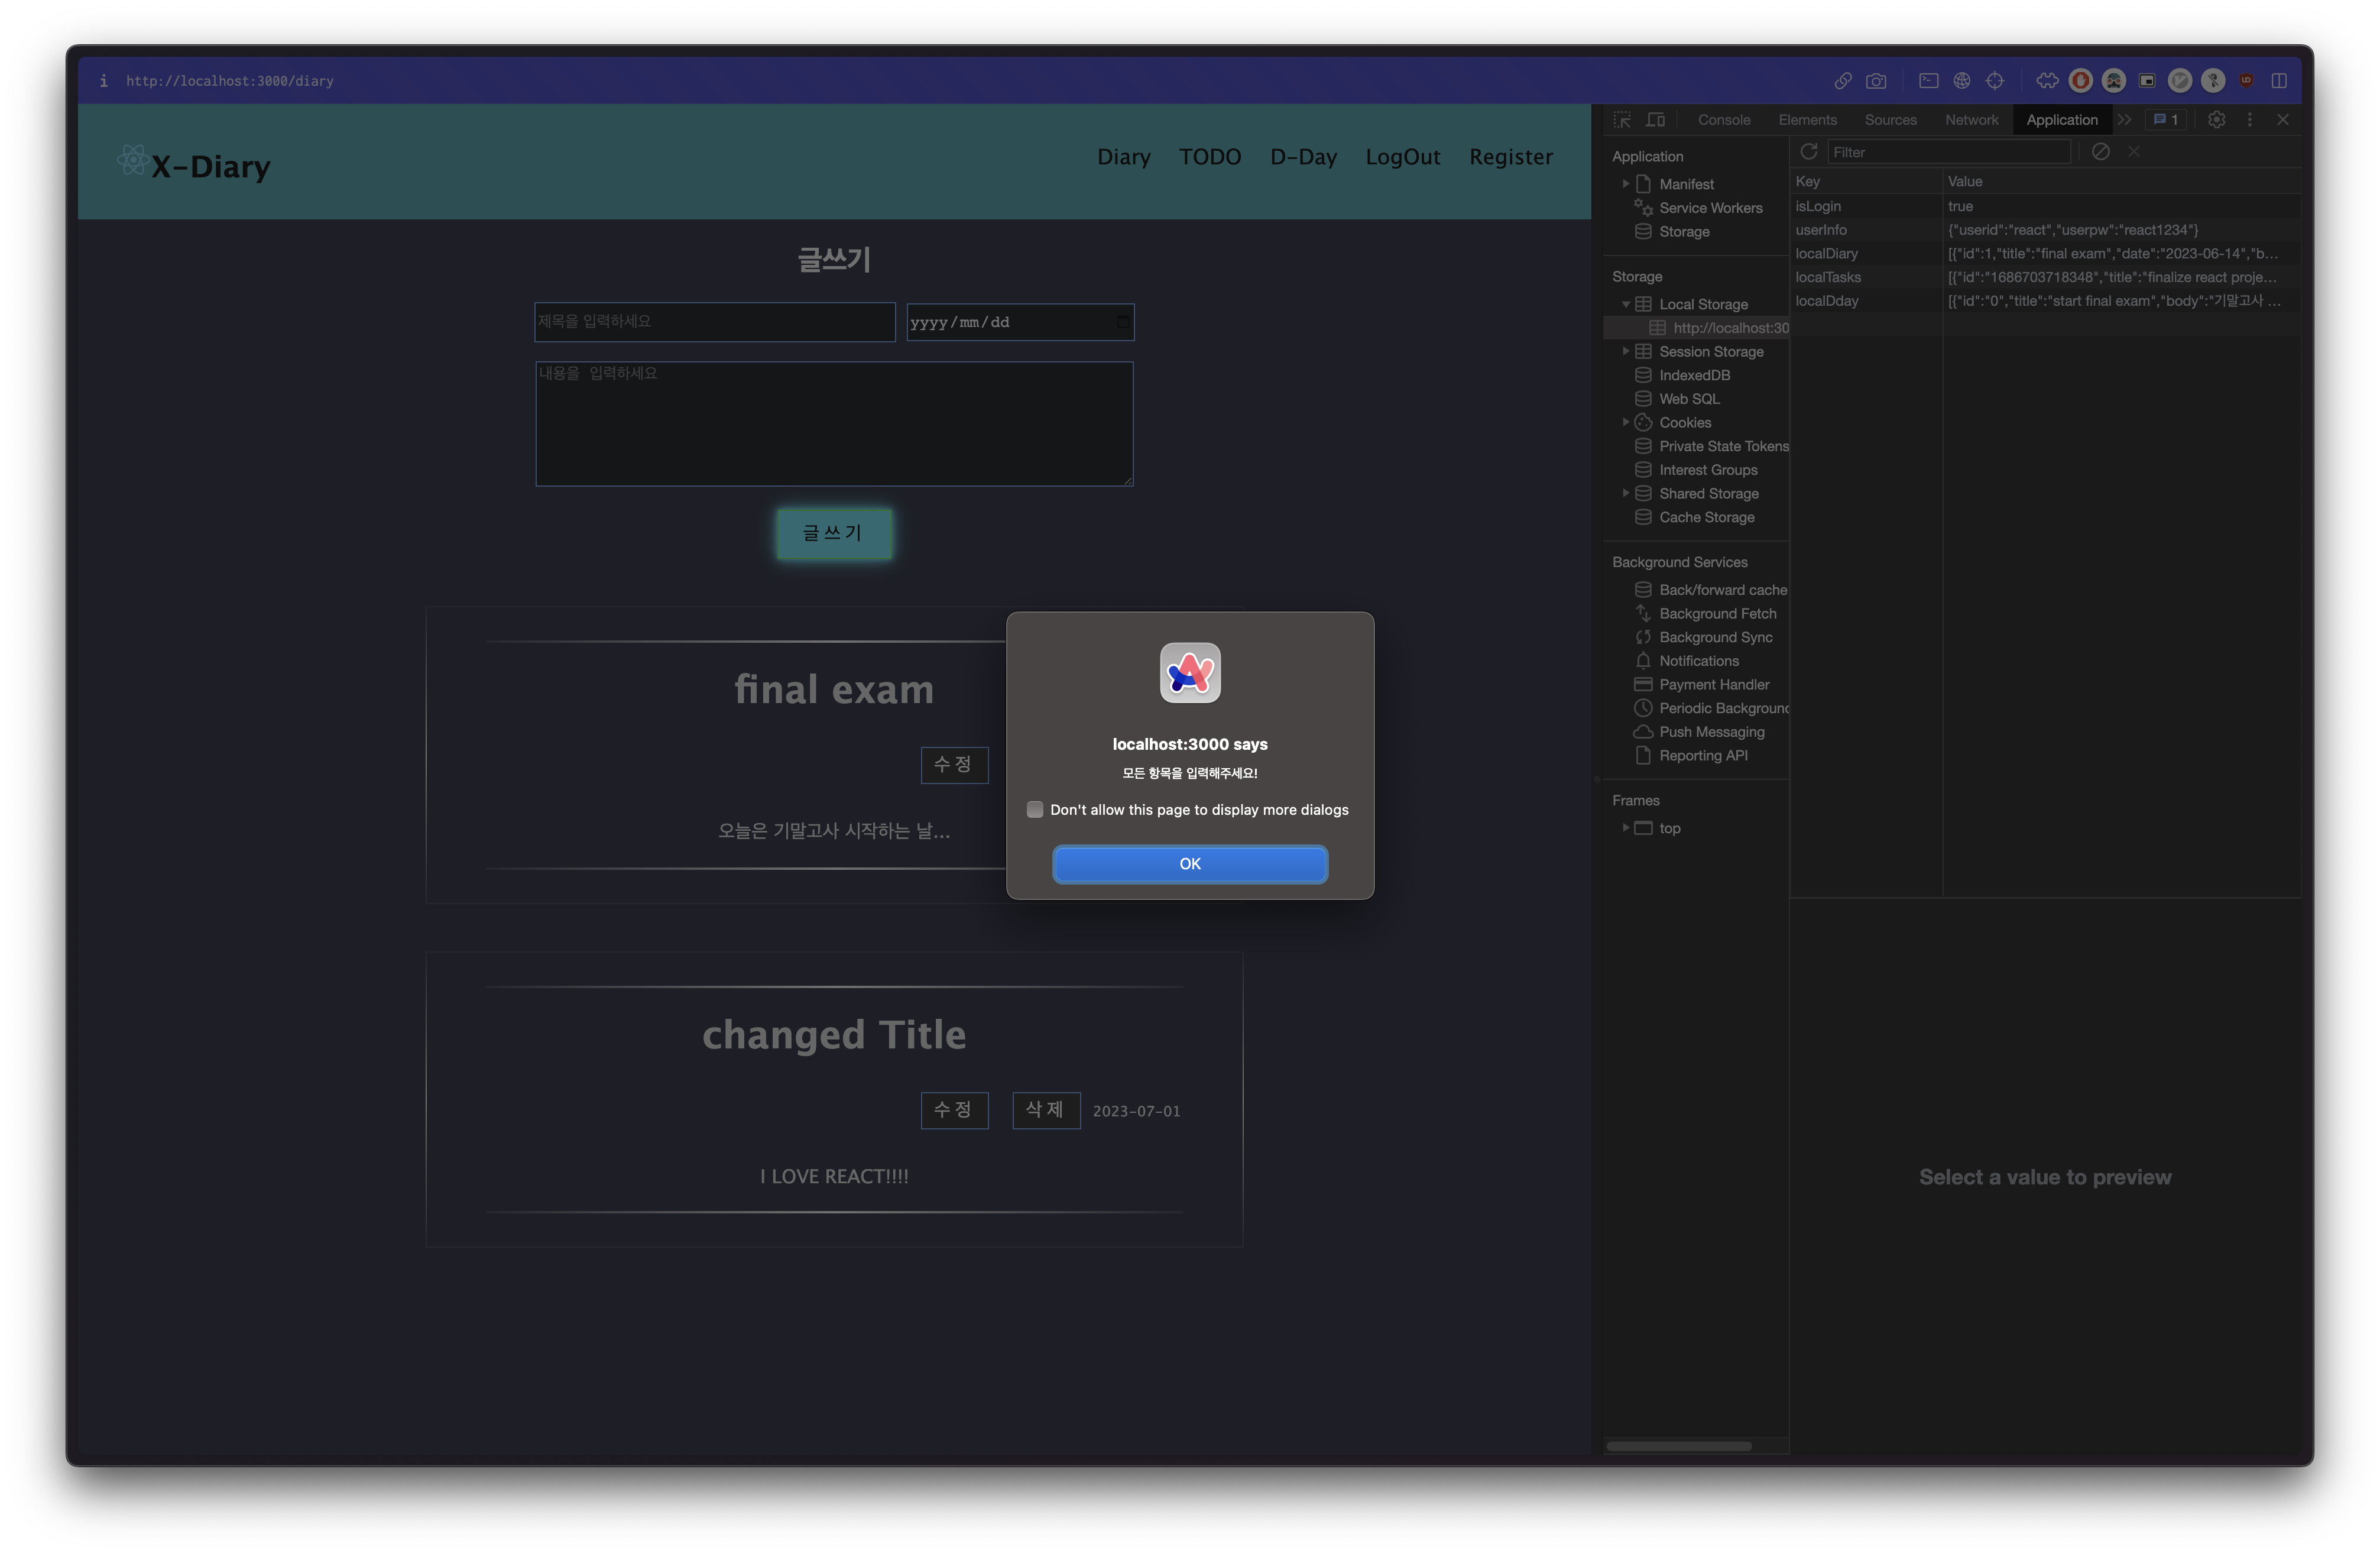 http://localhost:3000/diary
X-Diary
Diary TODO D-Day LogOut Register
글쓰기
제목을 입력하세요 yyyy/mm/dd
내용을 입력하세요
글쓰기
final exam
수정
오늘은 기말고사 시작하는 날...
changed Title
수정 삭제 2023-07-01
I LOVE REACT!!!!
localhost:3000 says
모든 항목을 입력해주세요!
Don't allow this page to display more dialogs
OK
Console Elements Sources Network Application 1
Application
Manifest
Service Workers
Storage
Storage
Local Storage
http://localhost:30
Session Storage
IndexedDB
Web SQL
Cookies
Private State Tokens
Interest Groups
Shared Storage
Cache Storage
Background Services
Back/forward cache
Background Fetch
Background Sync
Notifications
Payment Handler
Periodic Background
Push Messaging
Reporting API
Frames
top
Filter
Key Value
isLogin true
userInfo {"userid":"react","userpw":"react1234"}
localDiary [{"id":1,"title":"final exam","date":"2023-06-14","b...
localTasks [{"id":"1686703718348","title":"finalize react proje...
localDday [{"id":"0","title":"start final exam","body":"기말고사 ...
Select a value to preview